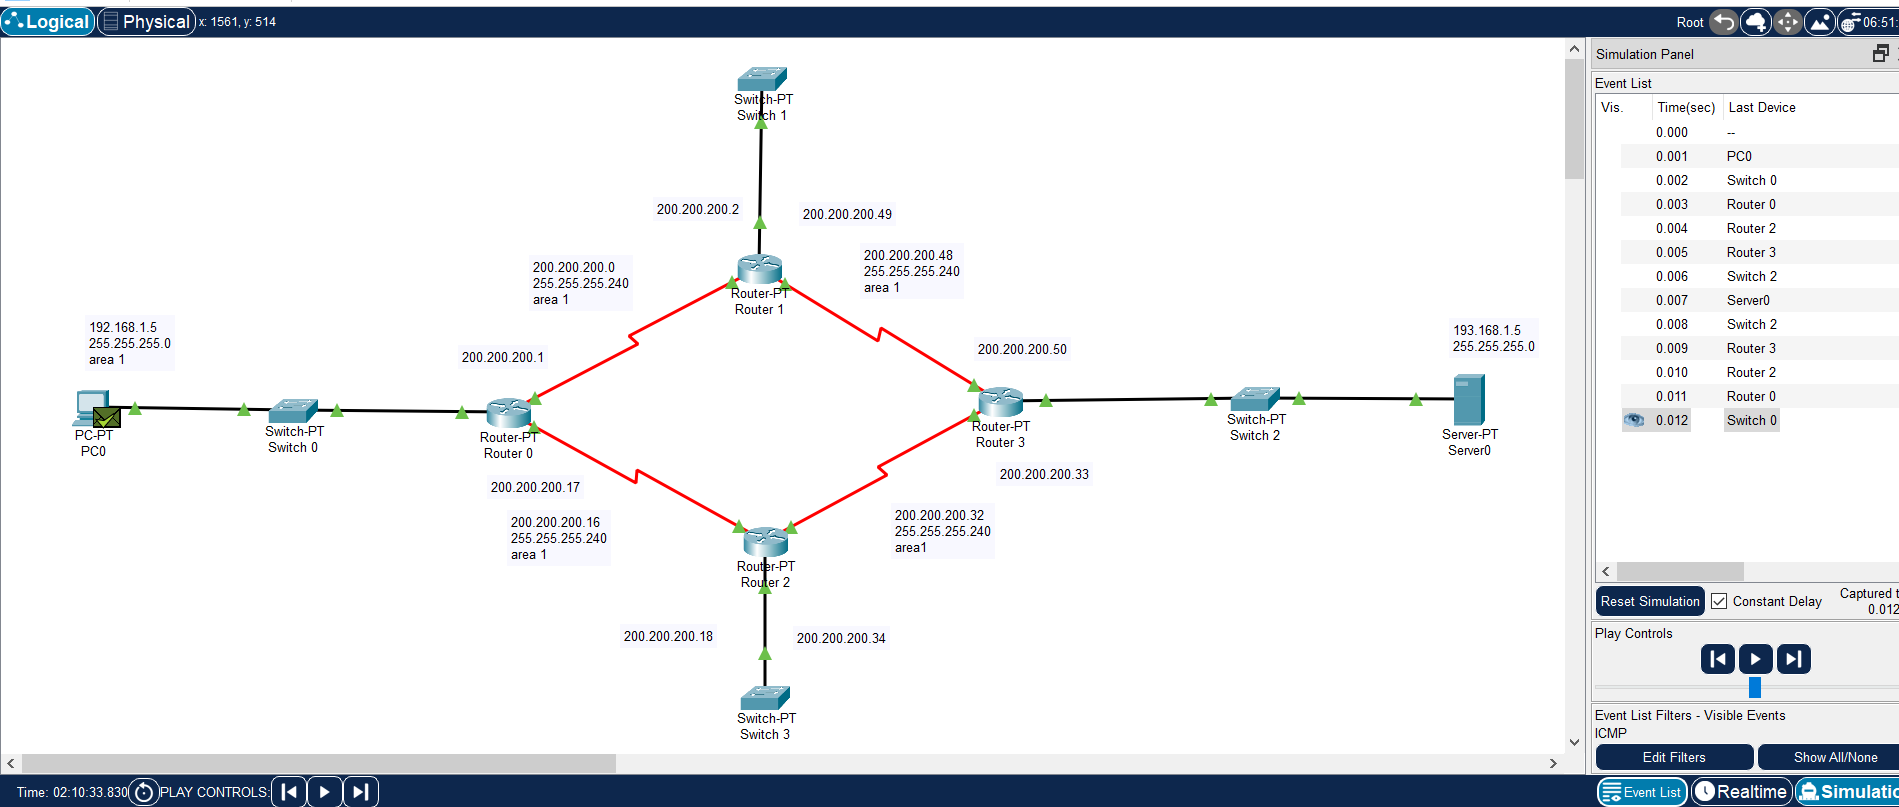 Logical
Physical
x: 1561, y: 514
Root
06:51:
Switch-PT
Switch 1
200.200.200.2
200.200.200.49
200.200.200.0
255.255.255.240
area 1
200.200.200.48
255.255.255.240
area 1
Router-PT
Router 1
192.168.1.5
255.255.255.0
area 1
200.200.200.1
200.200.200.50
193.168.1.5
255.255.255.0
PC-PT
PC0
Switch-PT
Switch 0
Router-PT
Router 0
Router-PT
Router 3
Switch-PT
Switch 2
Server-PT
Server0
200.200.200.17
200.200.200.33
200.200.200.16
255.255.255.240
area 1
200.200.200.32
255.255.255.240
area1
Router-PT
Router 2
200.200.200.18
200.200.200.34
Switch-PT
Switch 3
Simulation Panel
Event List
Vis. Time(sec) Last Device
0.000 --
0.001 PC0
0.002 Switch 0
0.003 Router 0
0.004 Router 2
0.005 Router 3
0.006 Switch 2
0.007 Server0
0.008 Switch 2
0.009 Router 3
0.010 Router 2
0.011 Router 0
0.012 Switch 0
Reset Simulation
Constant Delay
Captured t
0.012
Play Controls
Event List Filters - Visible Events
ICMP
Edit Filters
Show All/None
Time: 02:10:33.830
PLAY CONTROLS:
Event List
Realtime
Simulatio